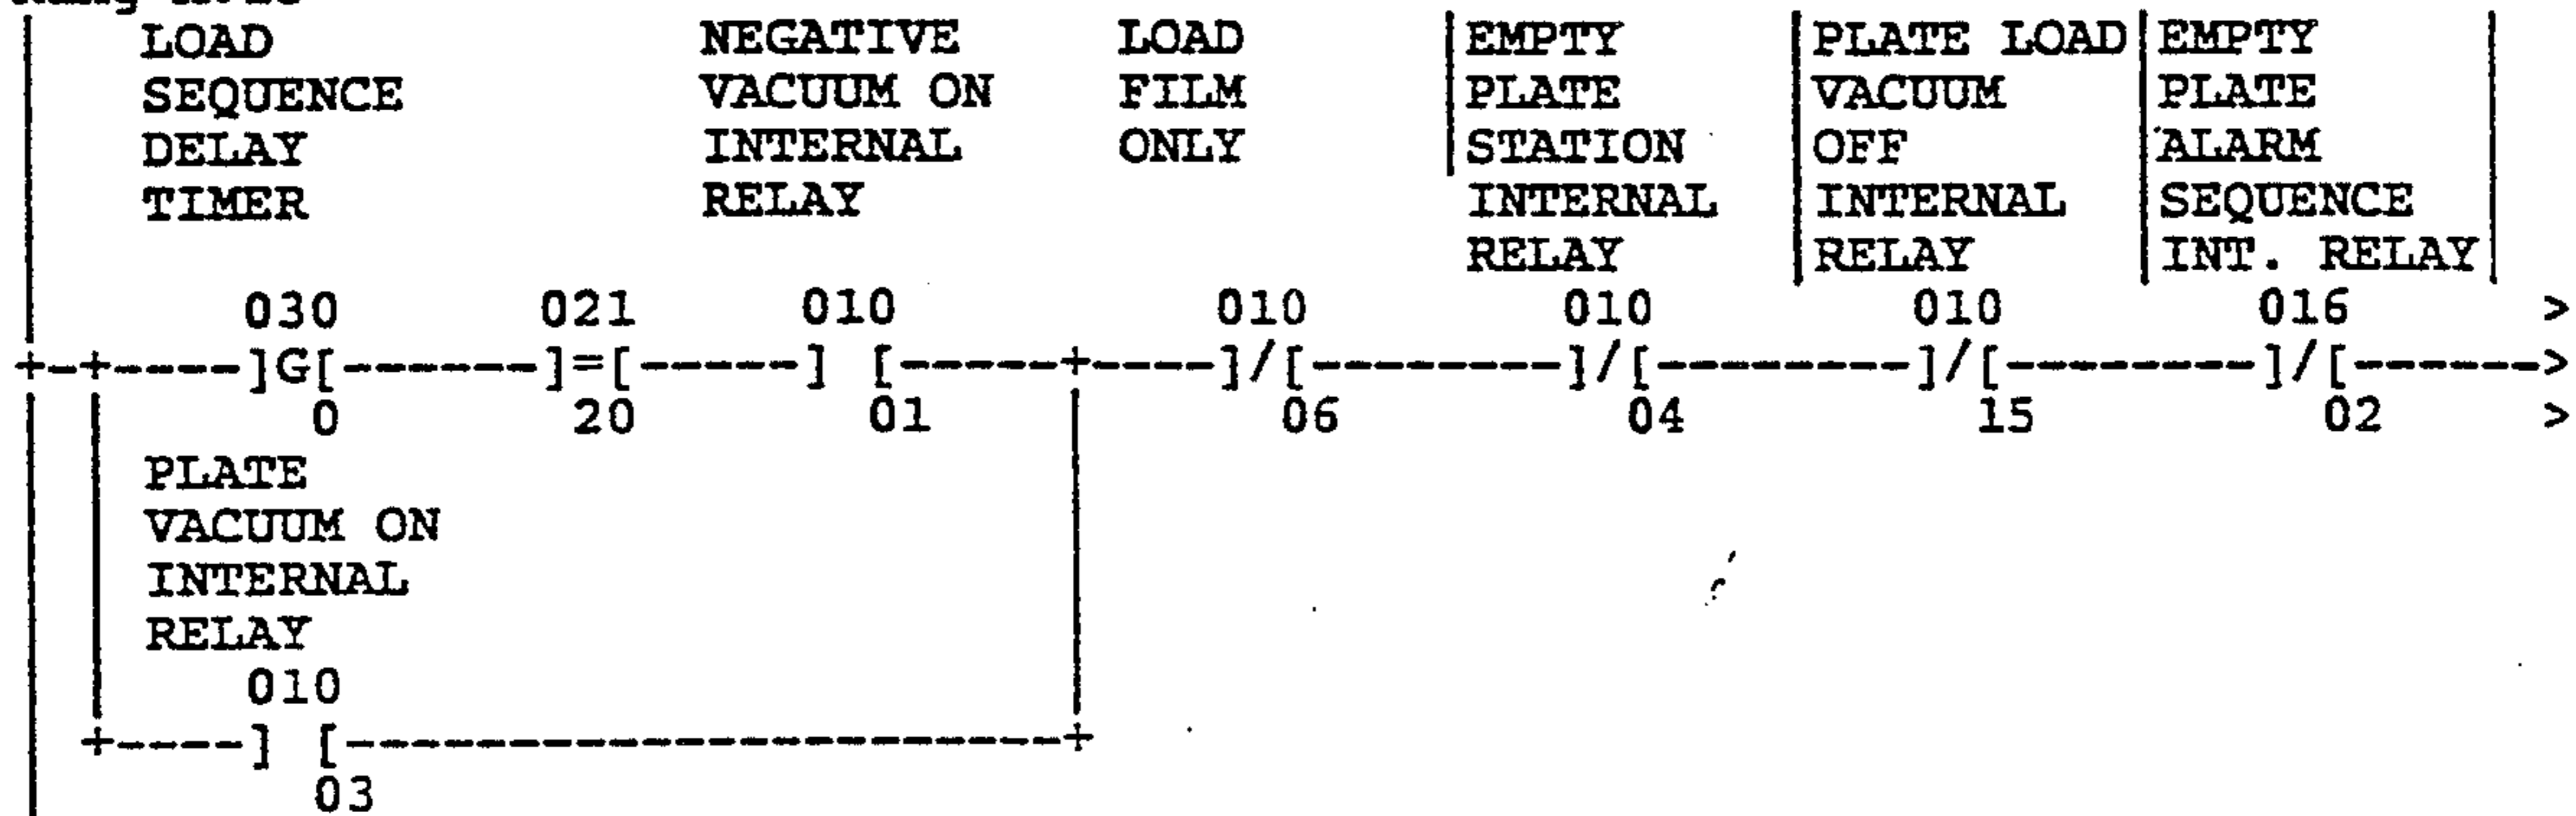 LOAD NEGATIVE LOAD |EMPTY |PLATE LOAD|EMPTY |
SEQUENCE VACUUM ON FILM |PLATE |VACUUM |PLATE |
DELAY INTERNAL ONLY |STATION |OFF |ALARM |
TIMER RELAY INTERNAL |INTERNAL |SEQUENCE |
RELAY |RELAY |INT. RELAY|
030 021 010 010 010 010 016 >
+-+-----]G[-------]=[------] [------+-----]/[---------]/[---------]/[---------]/[------->
0 20 01 06 04 15 02 >
PLATE
VACUUM ON
INTERNAL
RELAY
010
+-----] [--------------------------+
03